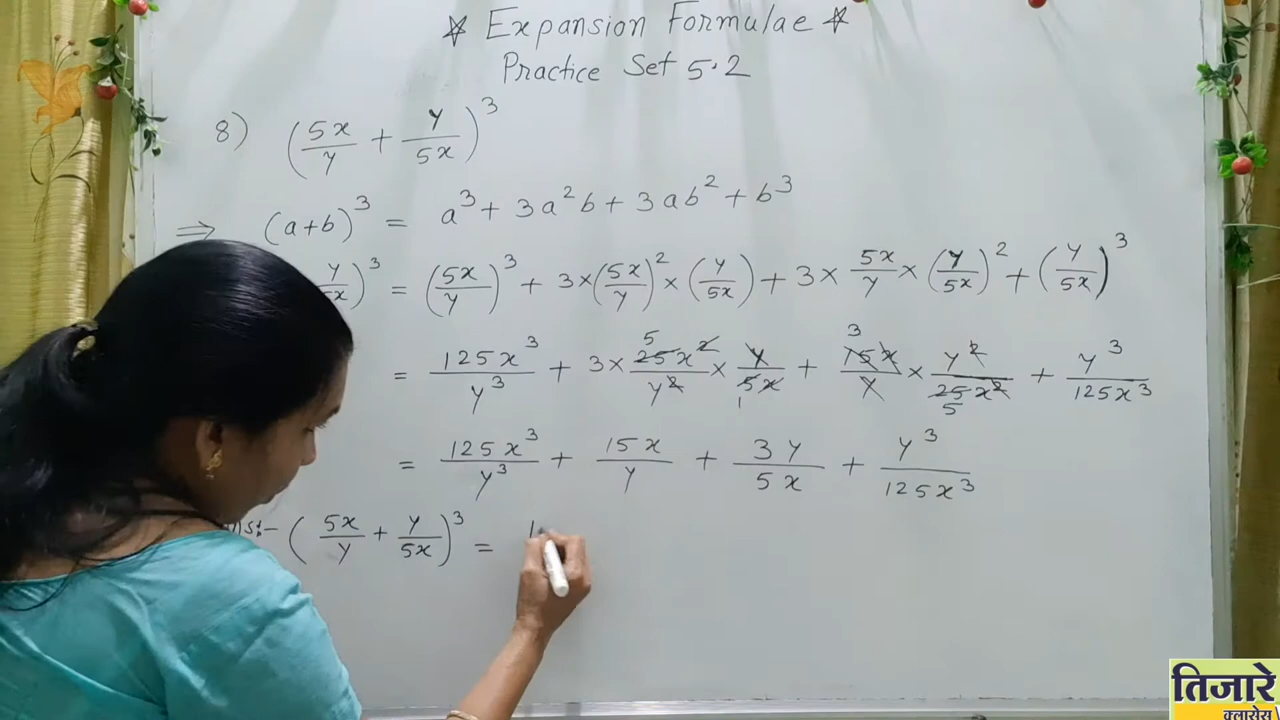 ☆ Expansion Formulae ☆
Practice Set 5.2
8) (5x/y + y/5x)³
⇒ (a+b)³ = a³ + 3a²b + 3ab² + b³
y/5x)³ = (5x/y)³ + 3×(5x/y)²×(y/5x) + 3× 5x/y ×(y/5x)² + (y/5x)³
= 125x³/y³ + 3× 25x²/y² × y/5x + 15x/y × y²/25x² + y³/125x³
= 125x³/y³ + 15x/y + 3y/5x + y³/125x³
(5x/y + y/5x)³ = 1
तिजारे
क्लासेस